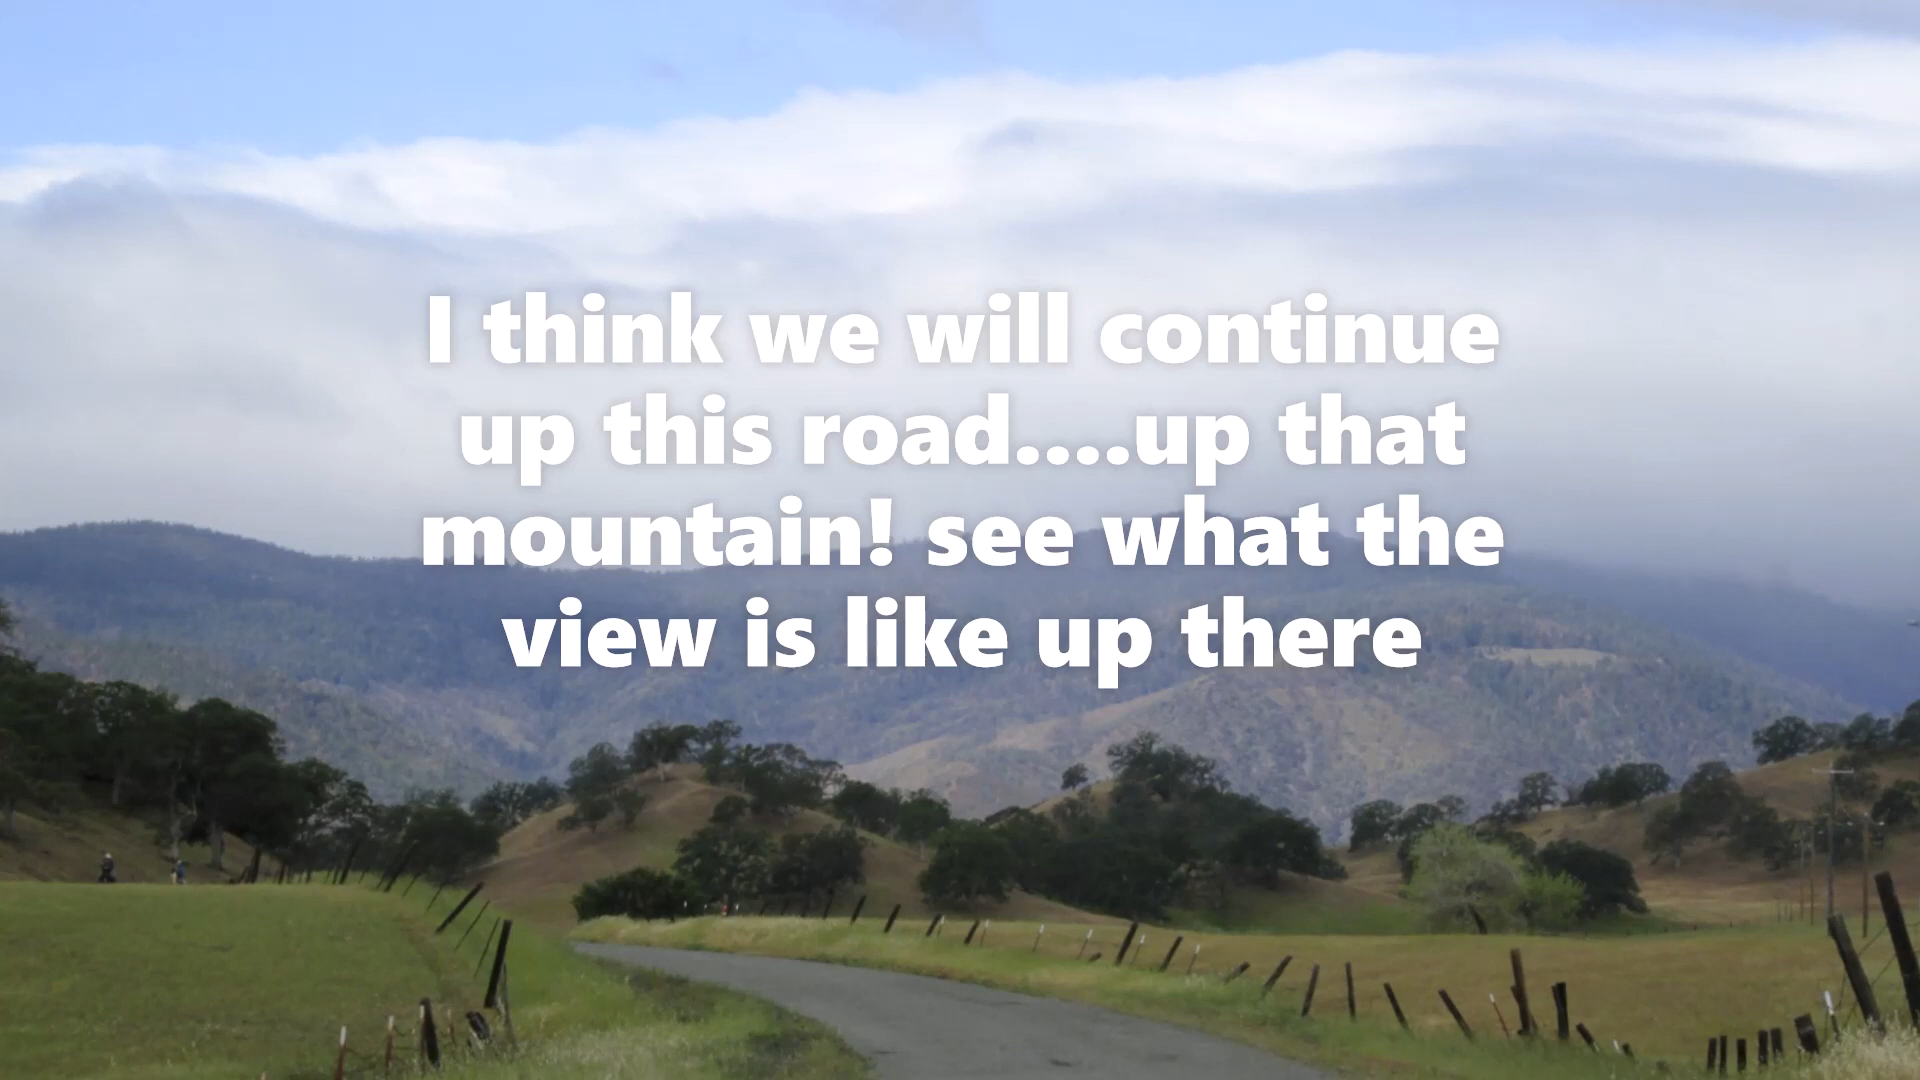 I think we will continue
up this road....up that
mountain! see what the
view is like up there